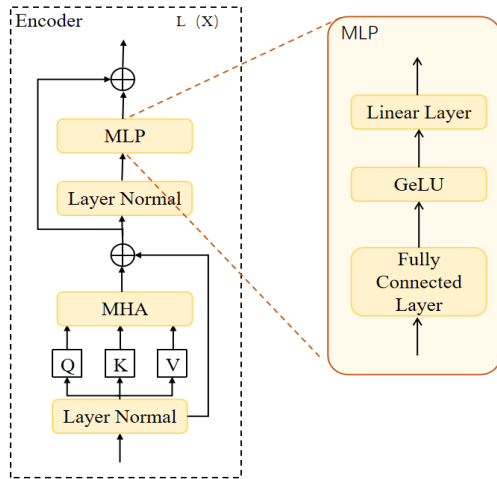 Encoder L (X)
MLP
Layer Normal
MHA
Q K V
Layer Normal
MLP
Linear Layer
GeLU
Fully
Connected
Layer